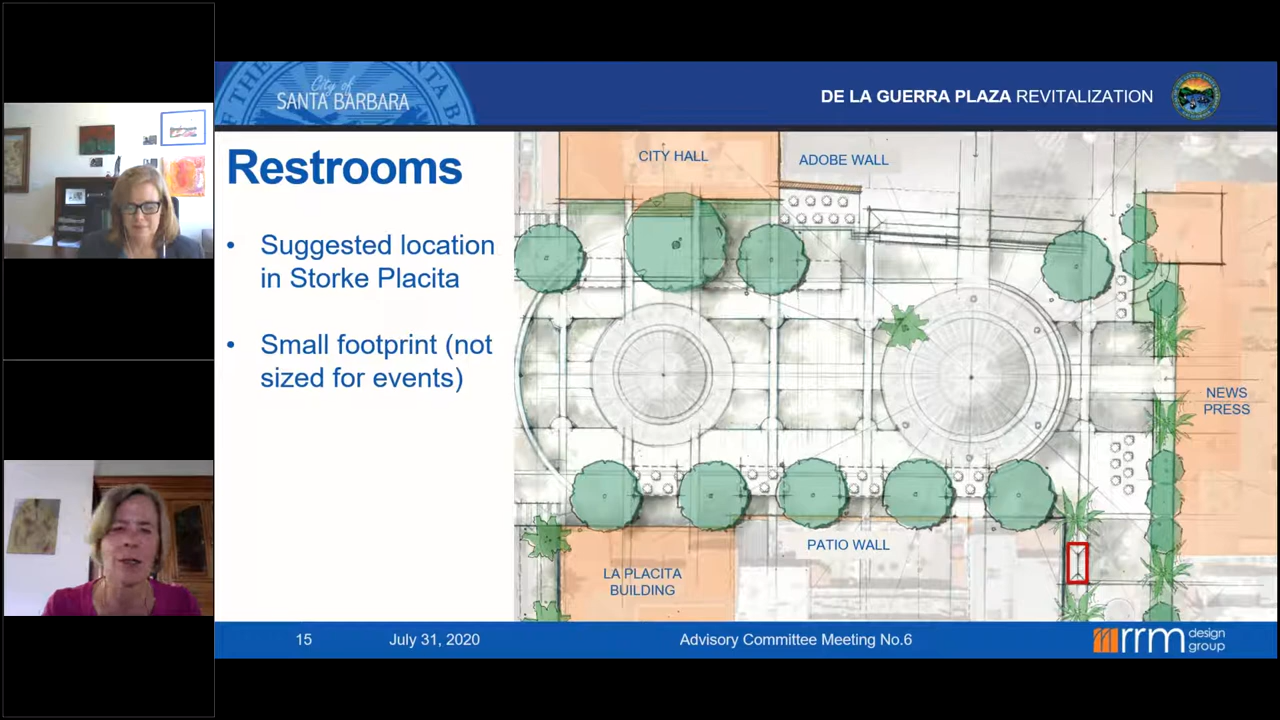 City of
SANTA BARBARA
DE LA GUERRA PLAZA REVITALIZATION
Restrooms
• Suggested location
in Storke Placita
• Small footprint (not
sized for events)
CITY HALL
ADOBE WALL
NEWS
PRESS
PATIO WALL
LA PLACITA
BUILDING
15
July 31, 2020
Advisory Committee Meeting No.6
rrm design
group